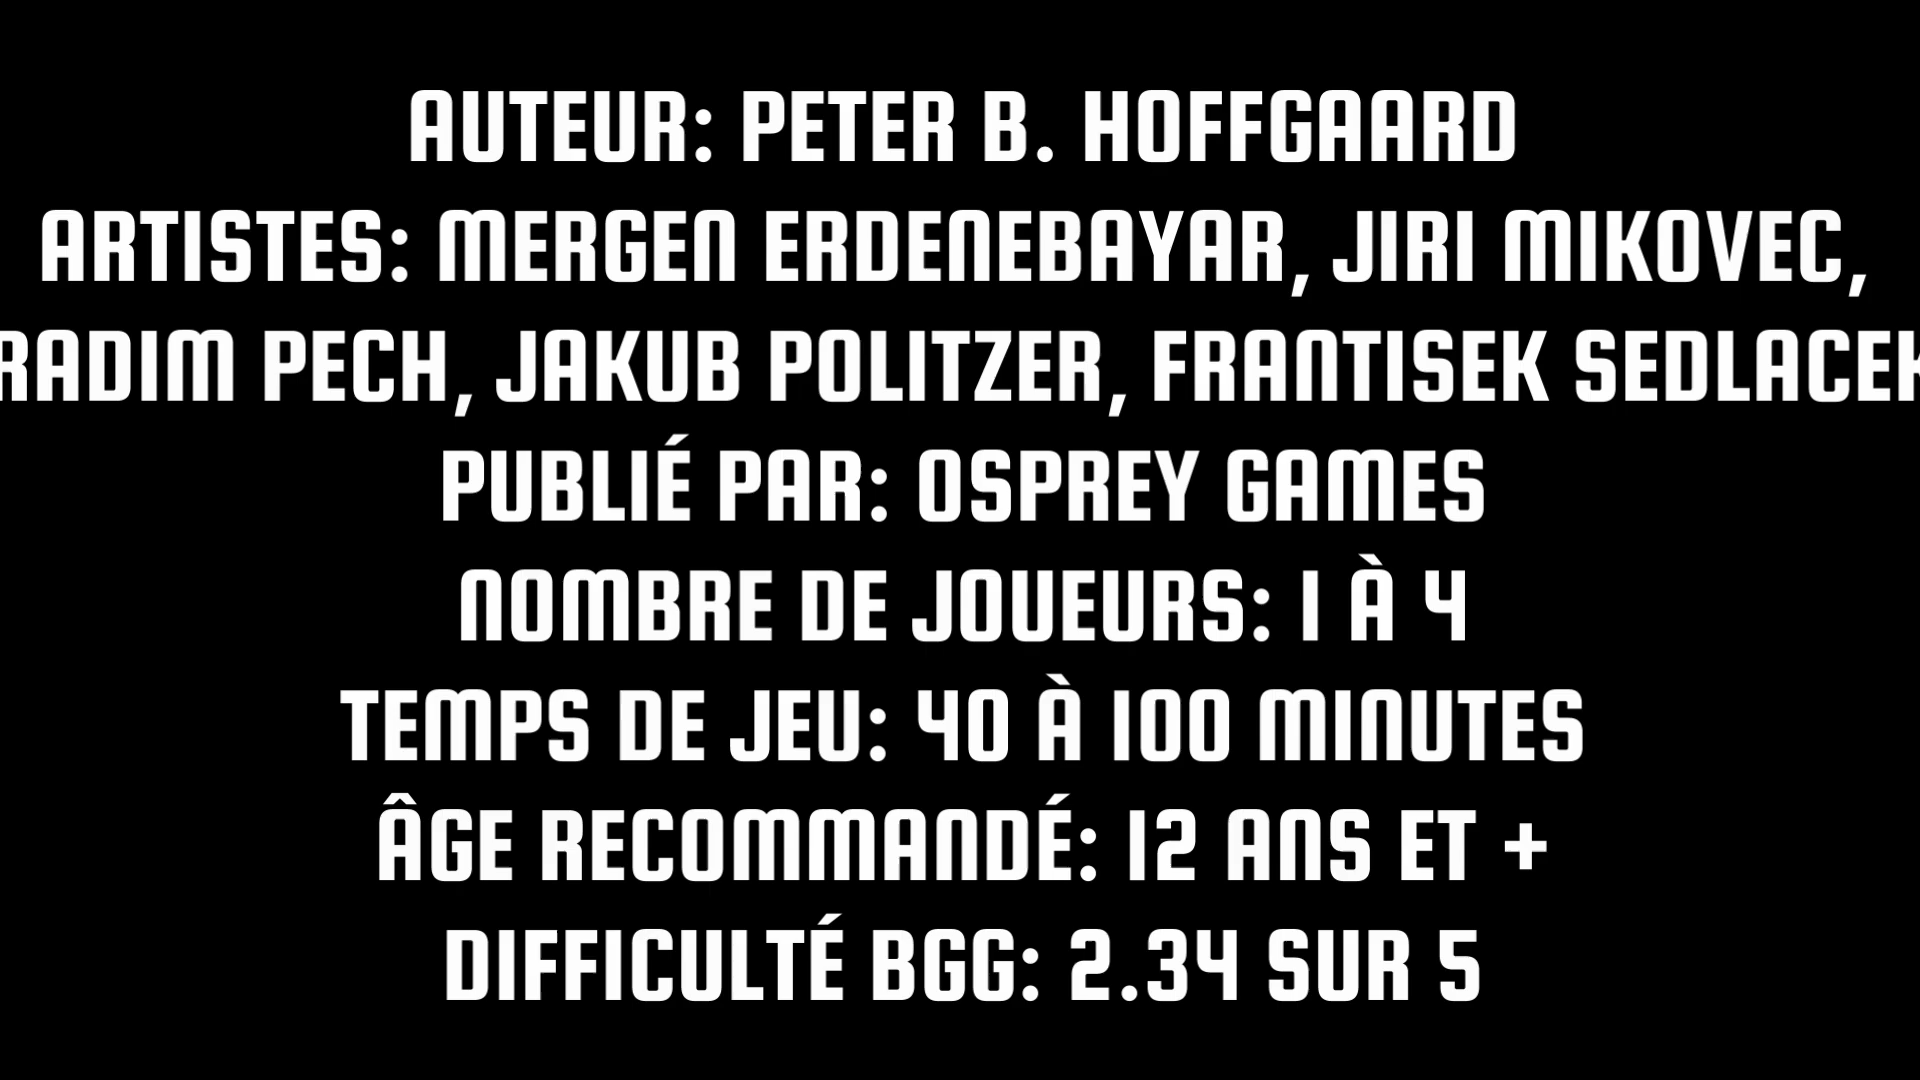 AUTEUR: PETER B. HOFFGAARD
ARTISTES: MERGEN ERDENEBAYAR, JIRI MIKOVEC,
RADIM PECH, JAKUB POLITZER, FRANTISEK SEDLACEK
PUBLIÉ PAR: OSPREY GAMES
NOMBRE DE JOUEURS: 1 À 4
TEMPS DE JEU: 40 À 100 MINUTES
ÂGE RECOMMANDÉ: 12 ANS ET +
DIFFICULTÉ BGG: 2.34 SUR 5